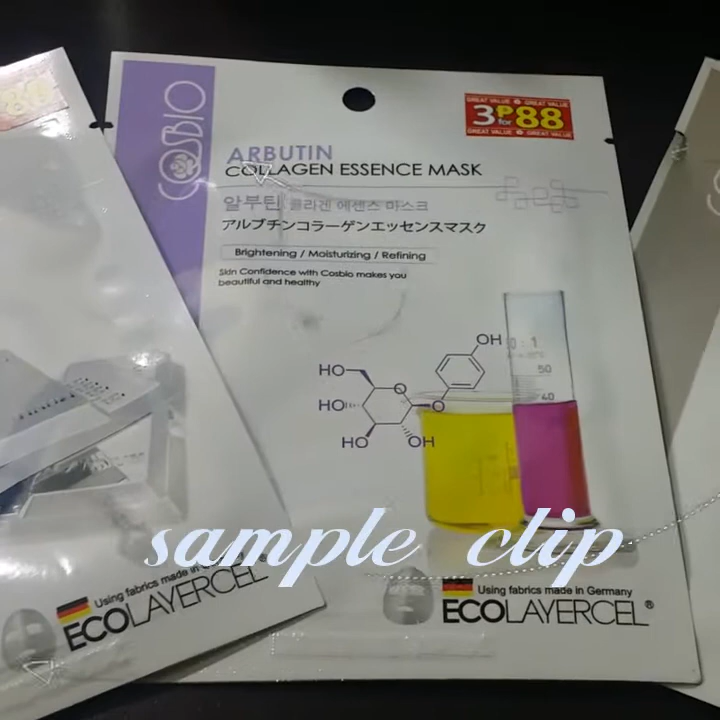 COSBIO
GREAT VALUE GREAT VALUE
3 for ₱88
GREAT VALUE GREAT VALUE
ARBUTIN
COLLAGEN ESSENCE MASK
알부틴 콜라겐 에센스 마스크
アルブチンコラーゲンエッセンスマスク
Brightening / Moisturizing / Refining
Skin Confidence with Cosbio makes you
beautiful and healthy
OH
HO
HO
HO
OH
O
O
50
40
sample clip
Using fabrics made in Germany
ECOLAYERCEL®
Using fabrics made in
ECOLAYERCEL®